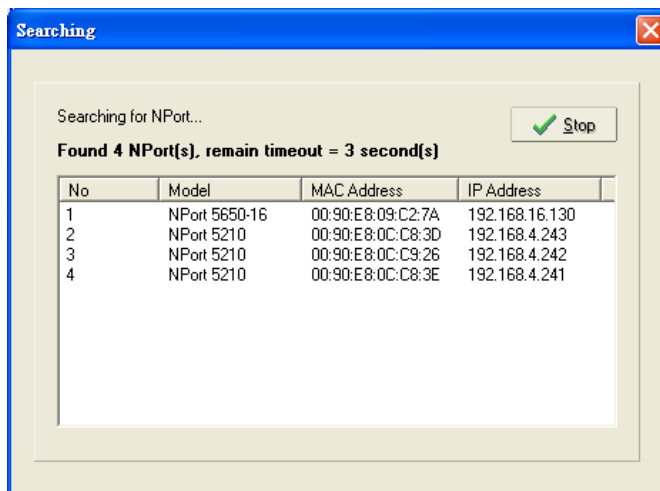 Searching
Searching for NPort...
Stop
Found 4 NPort(s), remain timeout = 3 second(s)
No Model MAC Address IP Address
1 NPort 5650-16 00:90:E8:09:C2:7A 192.168.16.130
2 NPort 5210 00:90:E8:0C:C8:3D 192.168.4.243
3 NPort 5210 00:90:E8:0C:C9:26 192.168.4.242
4 NPort 5210 00:90:E8:0C:C8:3E 192.168.4.241